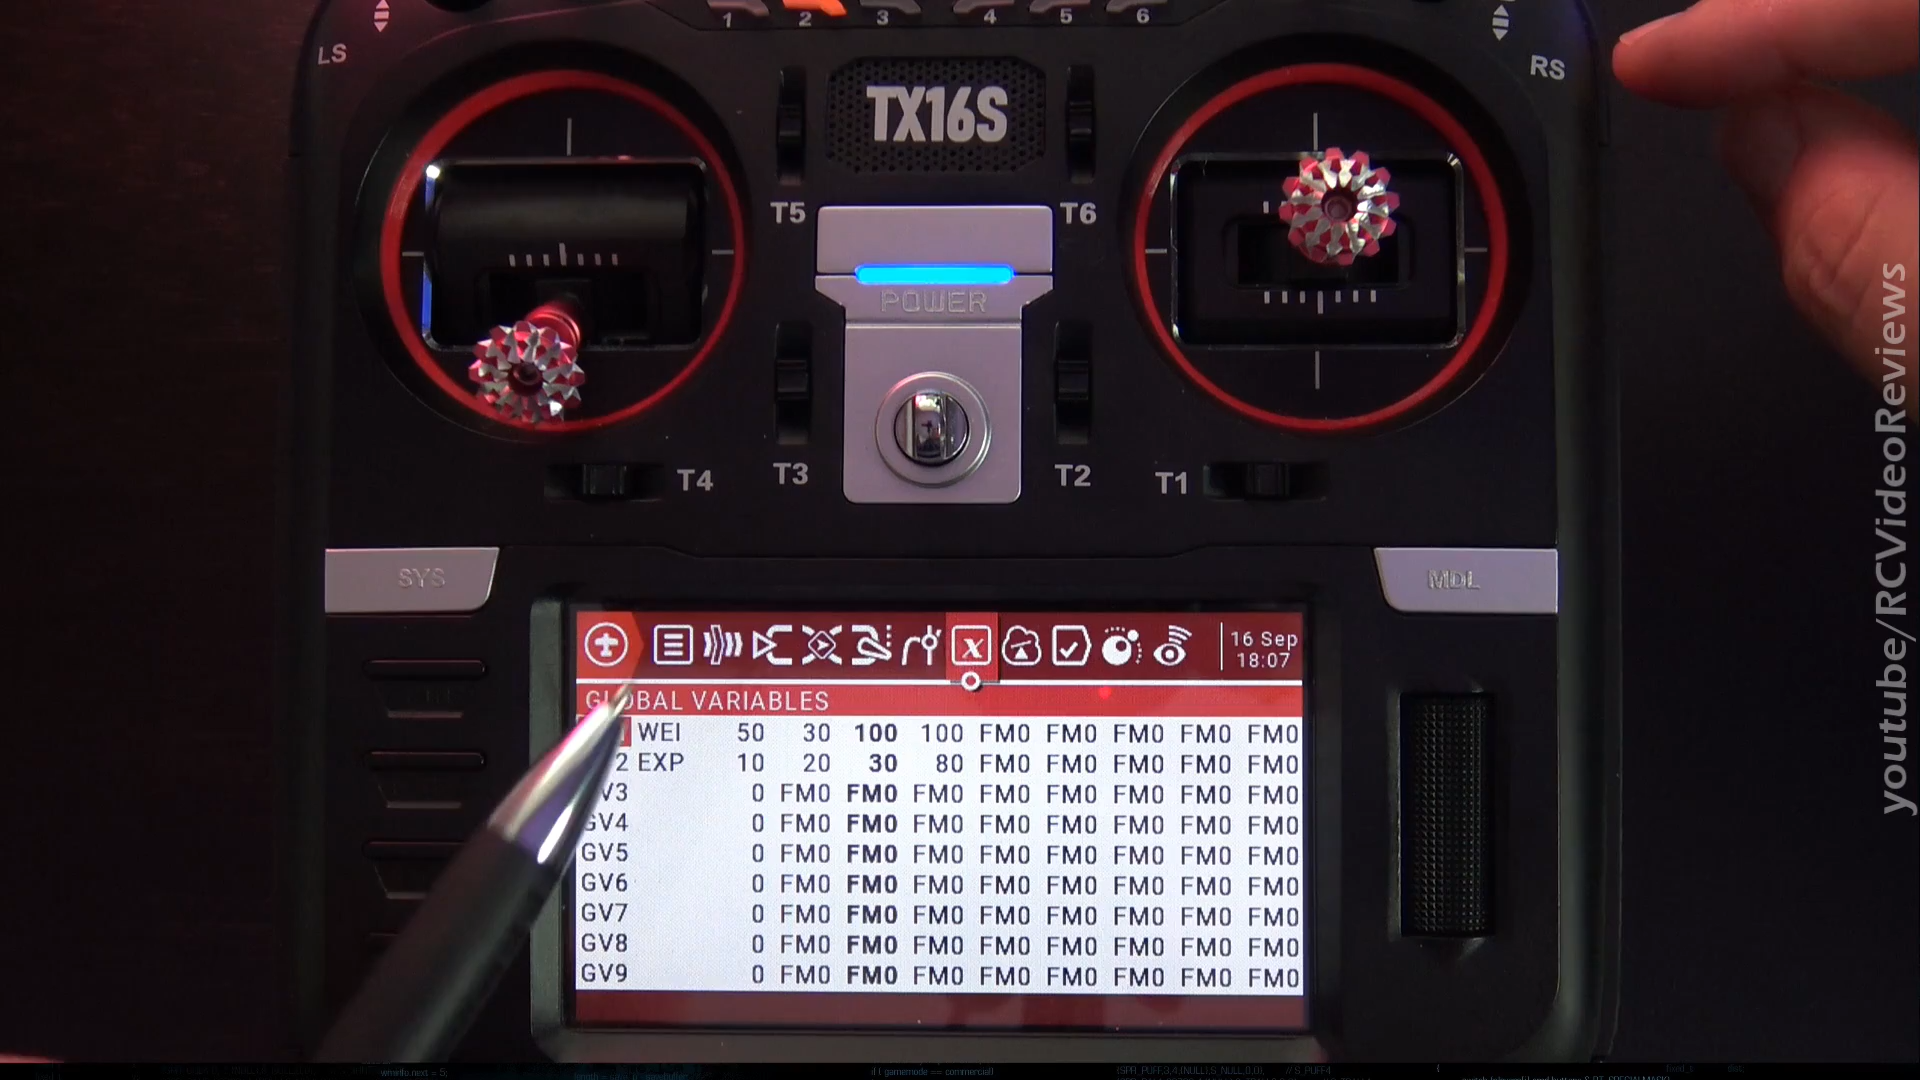 1 2 3 4 5 6
LS
RS
TX16S
T5
T6
POWER
T4
T3
T2
T1
SYS
MDL
16 Sep
18:07
GLOBAL VARIABLES
WEI 50 30 100 100 FM0 FM0 FM0 FM0 FM0
2 EXP 10 20 30 80 FM0 FM0 FM0 FM0 FM0
V3 0 FM0 FM0 FM0 FM0 FM0 FM0 FM0 FM0
GV4 0 FM0 FM0 FM0 FM0 FM0 FM0 FM0 FM0
GV5 0 FM0 FM0 FM0 FM0 FM0 FM0 FM0 FM0
GV6 0 FM0 FM0 FM0 FM0 FM0 FM0 FM0 FM0
GV7 0 FM0 FM0 FM0 FM0 FM0 FM0 FM0 FM0
GV8 0 FM0 FM0 FM0 FM0 FM0 FM0 FM0 FM0
GV9 0 FM0 FM0 FM0 FM0 FM0 FM0 FM0 FM0
youtube/RCVideoReviews
if ( gamemode == commercial)